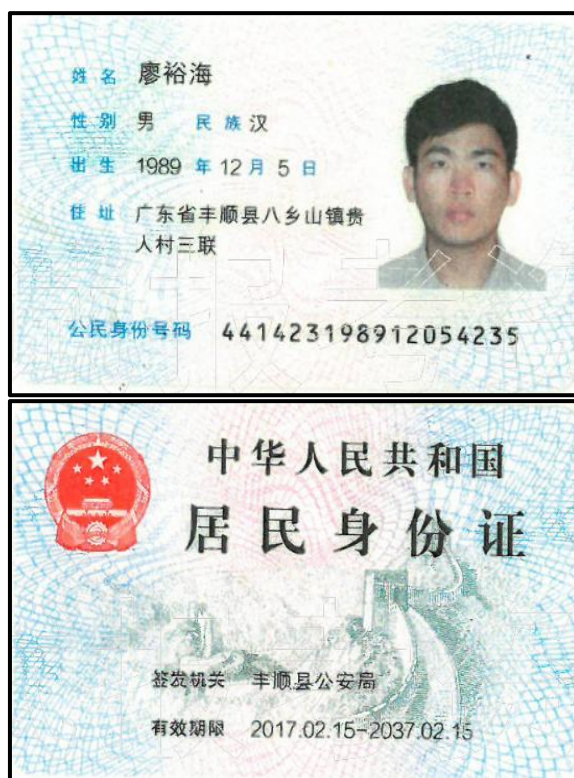 姓名 廖裕海
性别 男 民族 汉
出生 1989 年 12 月 5 日
住址 广东省丰顺县八乡山镇贵
人村三联
公民身份号码 441423198912054235
中华人民共和国
居民身份证
签发机关 丰顺县公安局
有效期限 2017.02.15-2037.02.15